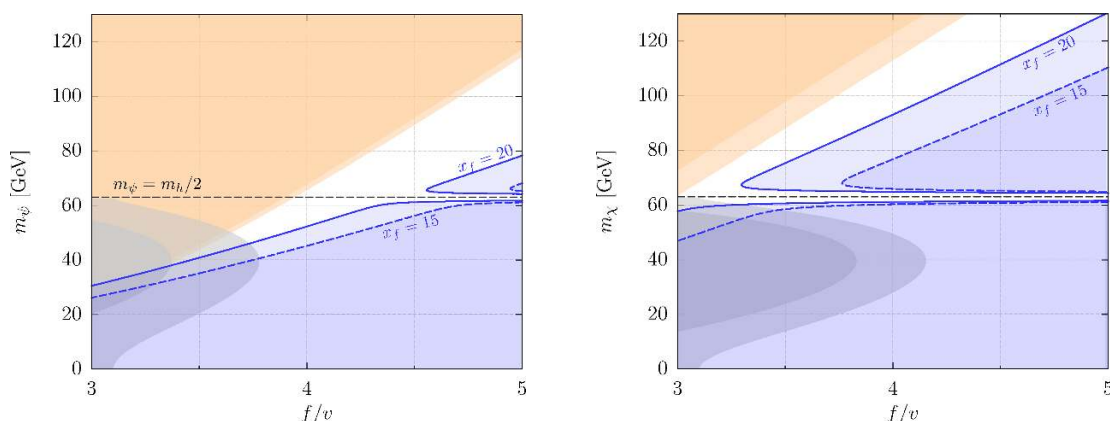 120
100
80
60
40
20
0
m_ψ [GeV]
m_ψ = m_h/2
x_f = 20
x_f = 15
3
4
5
f/v
120
100
80
60
40
20
0
m_χ [GeV]
x_f = 20
x_f = 15
3
4
5
f/v